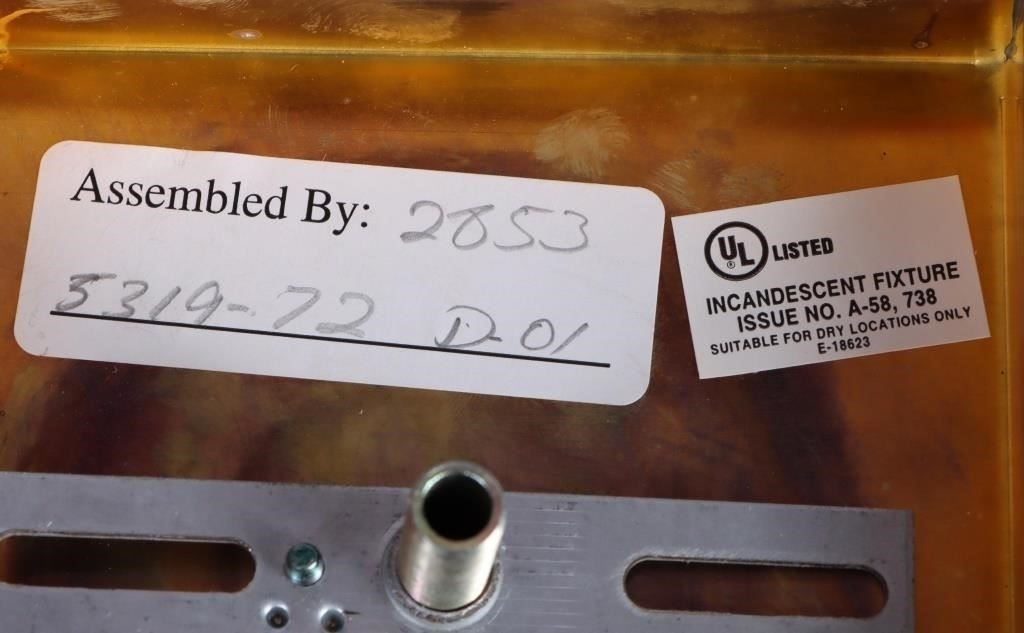 Assembled By: 2853
5319-72 D-01
UL ® LISTED
INCANDESCENT FIXTURE
ISSUE NO. A-58, 738
SUITABLE FOR DRY LOCATIONS ONLY
E-18623